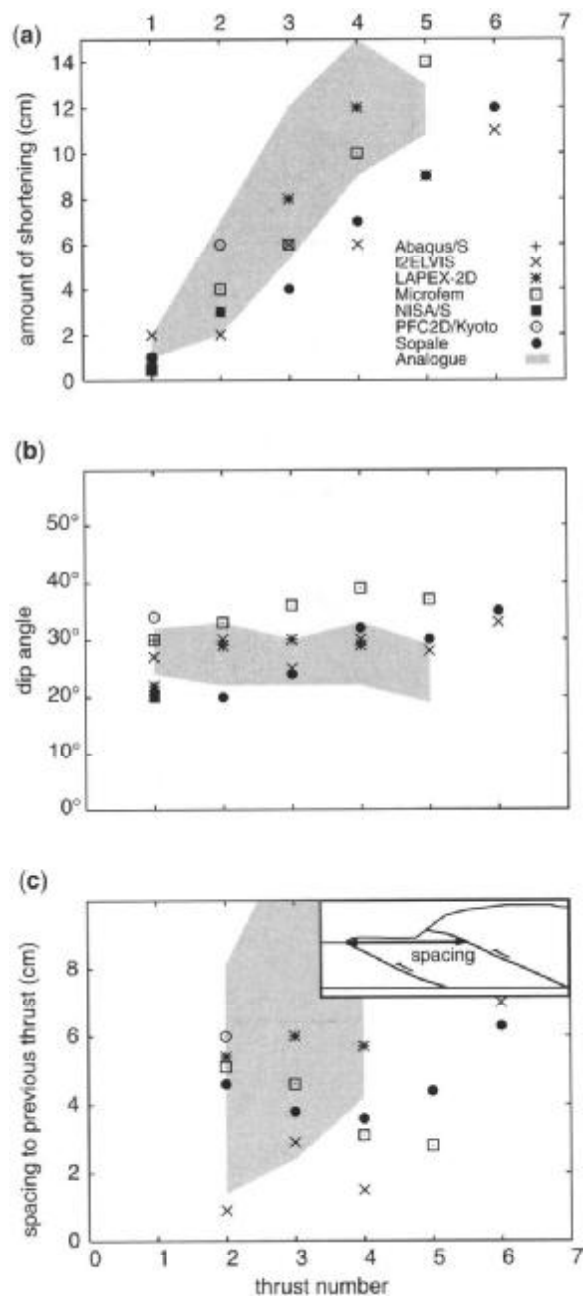 (a)
1 2 3 4 5 6 7
14
12
10
8
6
4
2
0
amount of shortening (cm)
Abaqus/S
I2ELVIS
LAPEX-2D
Microfem
NISA/S
PFC2D/Kyoto
Sopale
Analogue
(b)
50°
40°
30°
20°
10°
0°
dip angle
(c)
8
6
4
2
0
spacing to previous thrust (cm)
spacing
0 1 2 3 4 5 6 7
thrust number